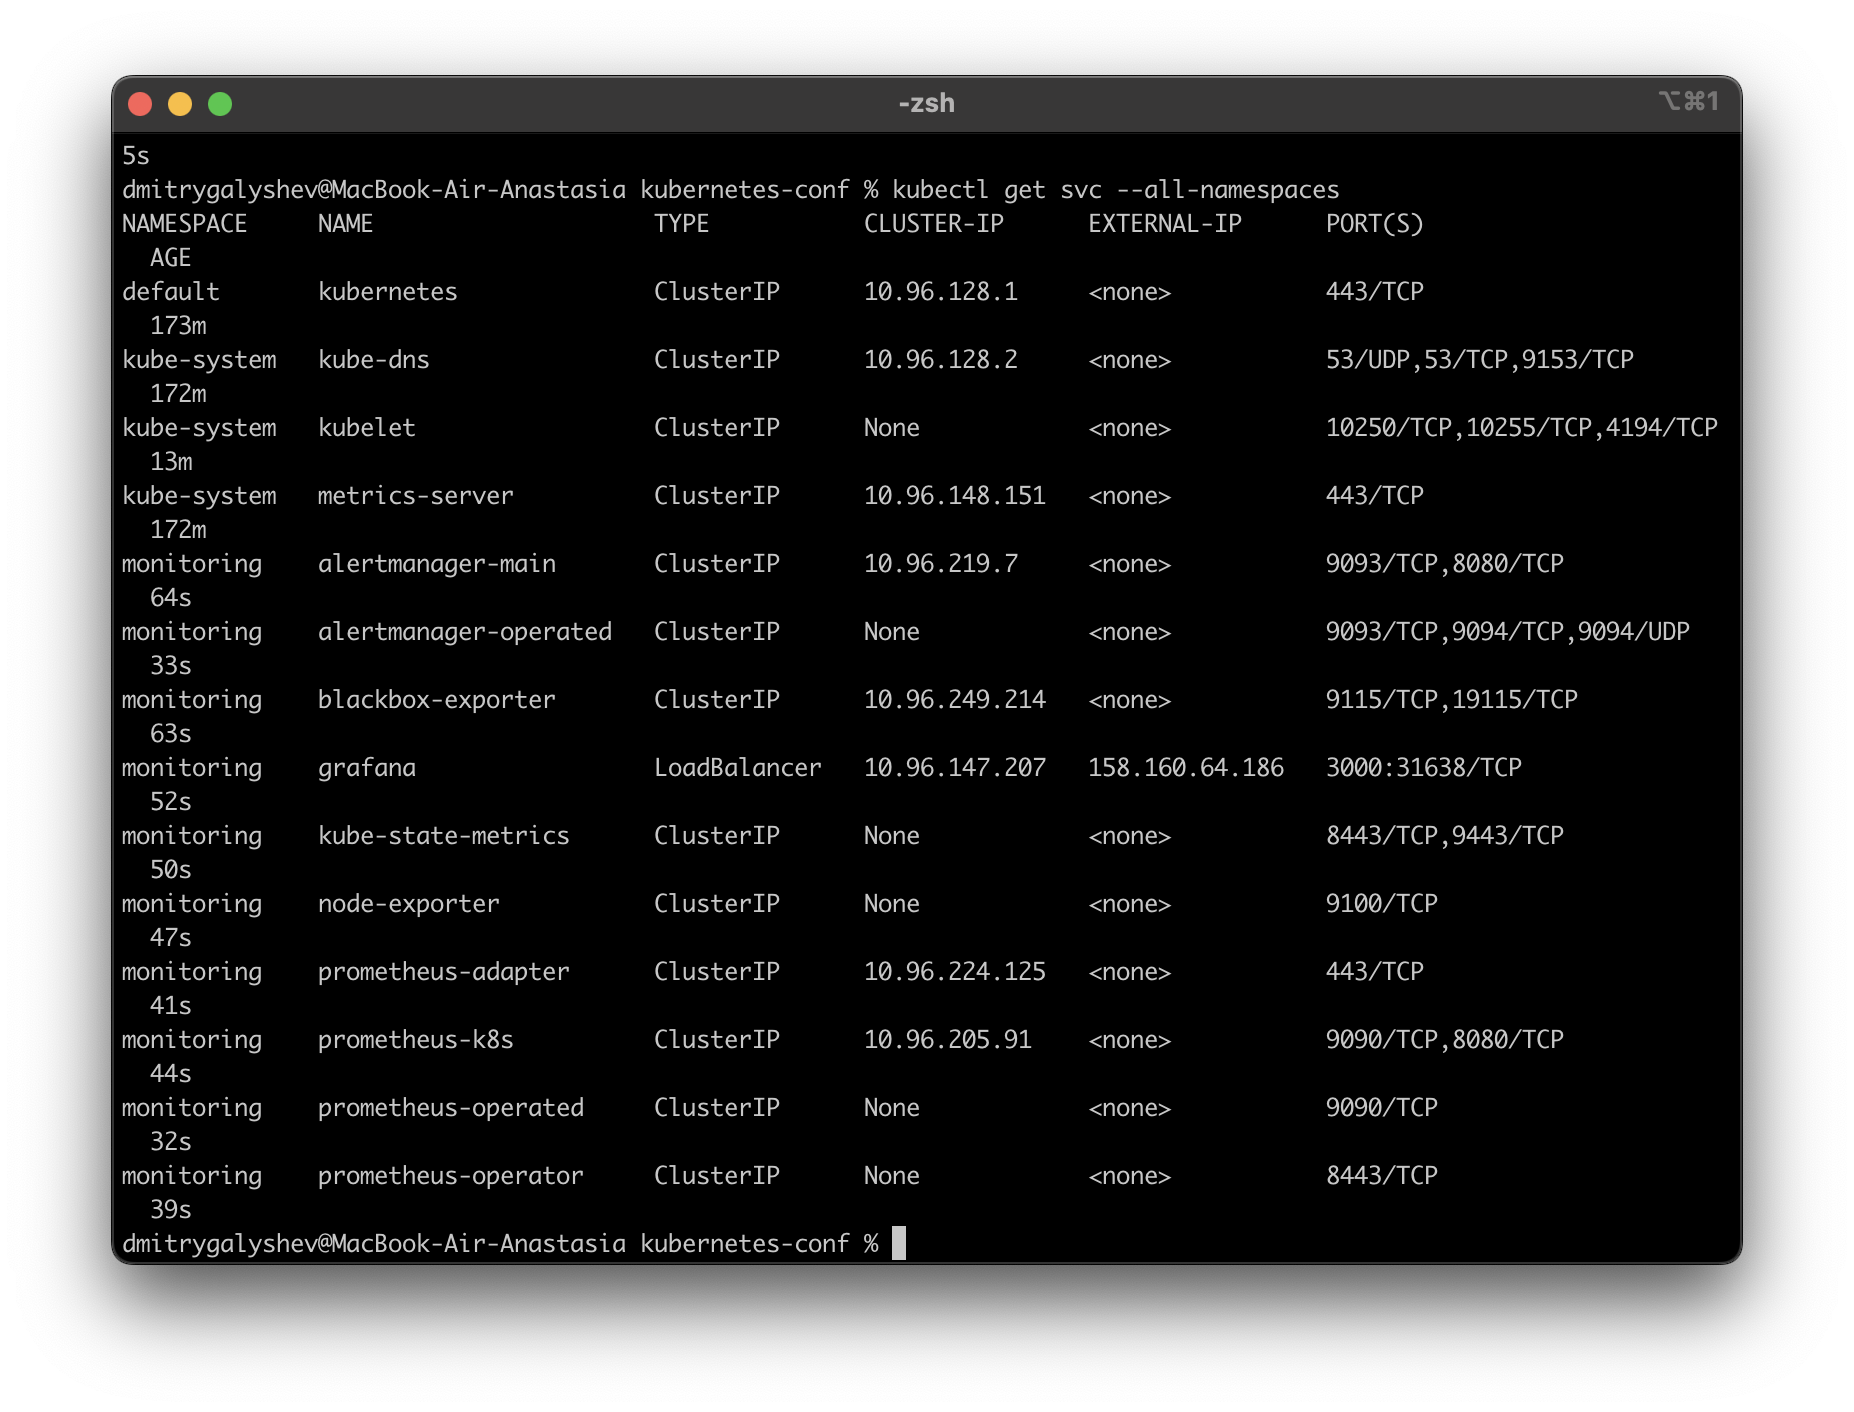 -zsh ⌥⌘1
5s
dmitrygalyshev@MacBook-Air-Anastasia kubernetes-conf % kubectl get svc --all-namespaces
NAMESPACE     NAME                    TYPE           CLUSTER-IP      EXTERNAL-IP      PORT(S)
  AGE
default       kubernetes              ClusterIP      10.96.128.1     <none>           443/TCP
  173m
kube-system   kube-dns                ClusterIP      10.96.128.2     <none>           53/UDP,53/TCP,9153/TCP
  172m
kube-system   kubelet                 ClusterIP      None            <none>           10250/TCP,10255/TCP,4194/TCP
  13m
kube-system   metrics-server          ClusterIP      10.96.148.151   <none>           443/TCP
  172m
monitoring    alertmanager-main       ClusterIP      10.96.219.7     <none>           9093/TCP,8080/TCP
  64s
monitoring    alertmanager-operated   ClusterIP      None            <none>           9093/TCP,9094/TCP,9094/UDP
  33s
monitoring    blackbox-exporter       ClusterIP      10.96.249.214   <none>           9115/TCP,19115/TCP
  63s
monitoring    grafana                 LoadBalancer   10.96.147.207   158.160.64.186   3000:31638/TCP
  52s
monitoring    kube-state-metrics      ClusterIP      None            <none>           8443/TCP,9443/TCP
  50s
monitoring    node-exporter           ClusterIP      None            <none>           9100/TCP
  47s
monitoring    prometheus-adapter      ClusterIP      10.96.224.125   <none>           443/TCP
  41s
monitoring    prometheus-k8s          ClusterIP      10.96.205.91    <none>           9090/TCP,8080/TCP
  44s
monitoring    prometheus-operated     ClusterIP      None            <none>           9090/TCP
  32s
monitoring    prometheus-operator     ClusterIP      None            <none>           8443/TCP
  39s
dmitrygalyshev@MacBook-Air-Anastasia kubernetes-conf %